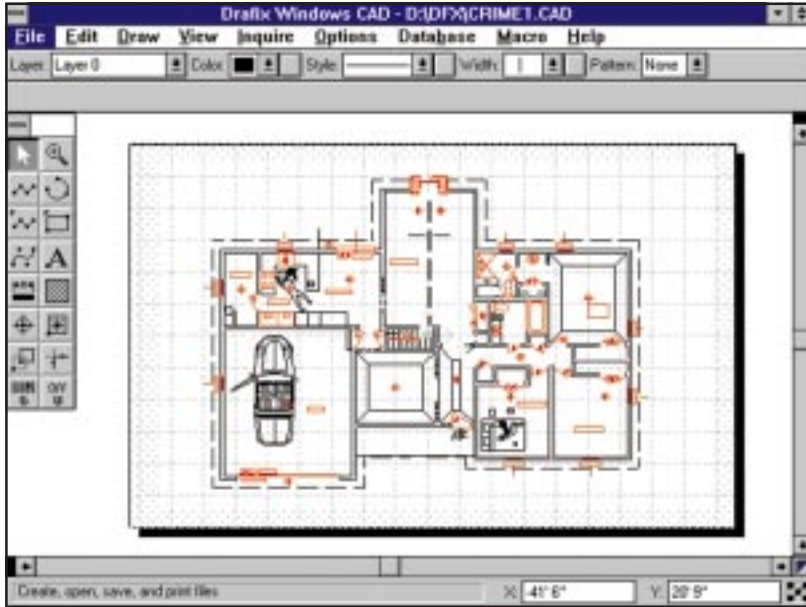 Drafix Windows CAD - D:\DFX\CRIME1.CAD
File Edit Draw View Inquire Options Database Macro Help
Layer: Layer 0 Color: Style: Width: Pattern: None
A
Create, open, save, and print files X: -41' 6" Y: 20' 9"